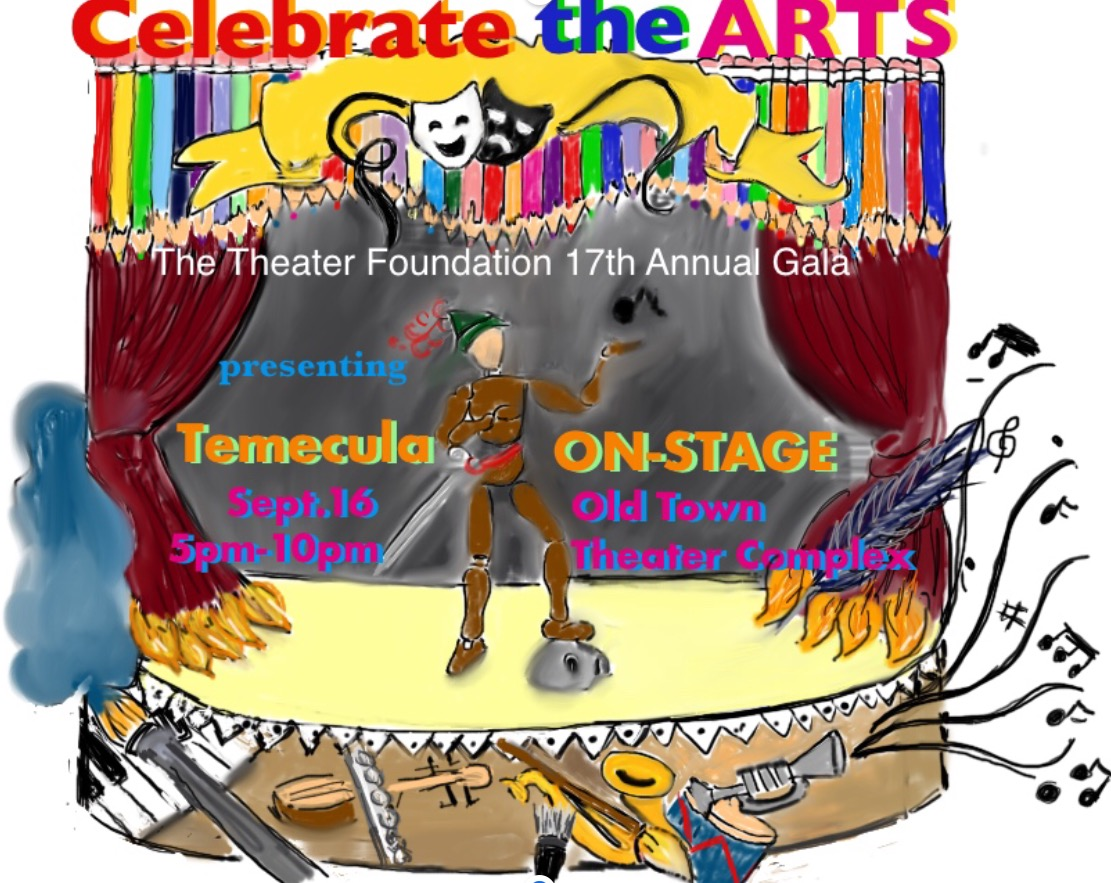 Celebrate the ARTS
The Theater Foundation 17th Annual Gala
presenting
Temecula ON-STAGE
Sept.16 Old Town
5pm-10pm Theater Complex